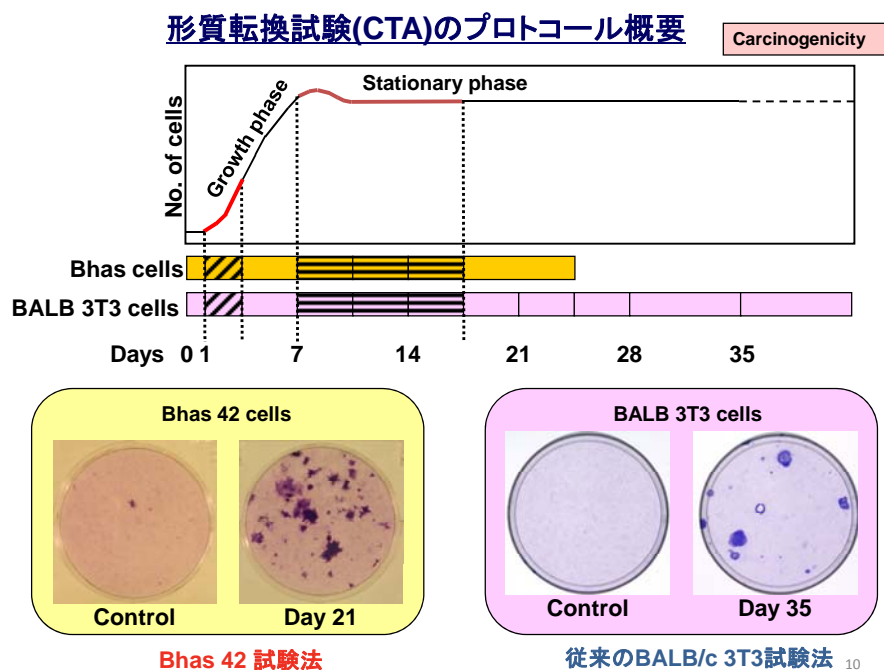 形質転換試験(CTA)のプロトコール概要
Carcinogenicity
No. of cells
Growth phase
Stationary phase
Bhas cells
BALB 3T3 cells
Days 0 1 7 14 21 28 35
Bhas 42 cells
Control
Day 21
Bhas 42 試験法
BALB 3T3 cells
Control
Day 35
従来のBALB/c 3T3試験法
10